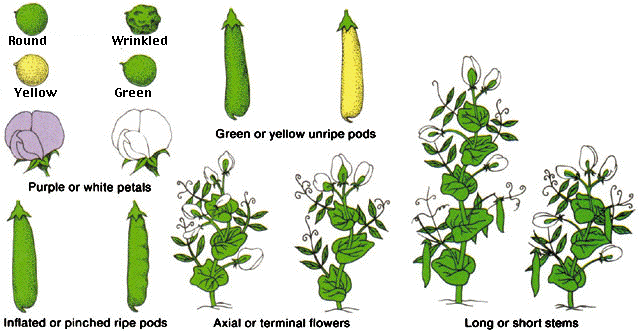 Round Wrinkled
Yellow Green
Purple or white petals
Green or yellow unripe pods
Inflated or pinched ripe pods
Axial or terminal flowers
Long or short stems